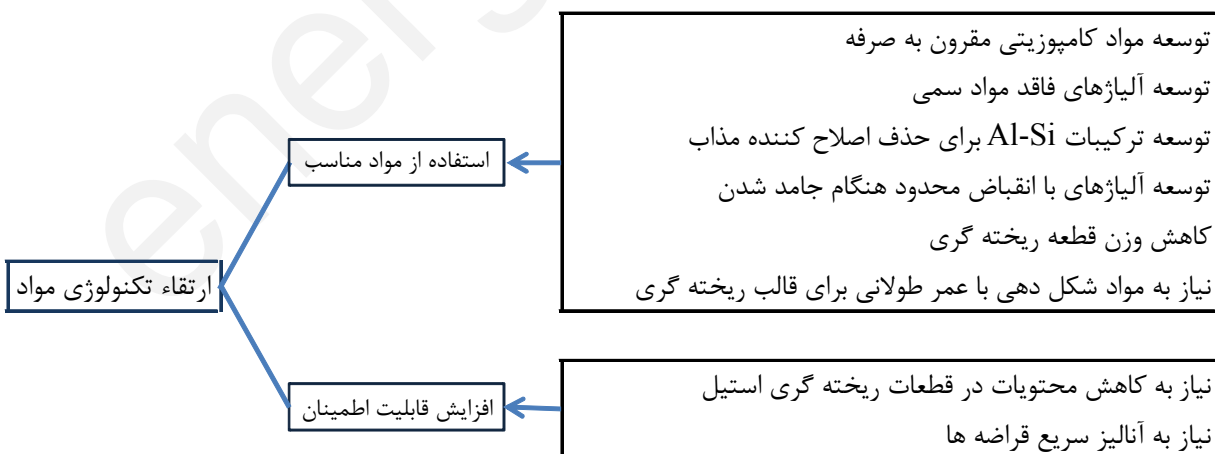 توسعه مواد کامپوزیتی مقرون به صرفه
توسعه آلیاژهای فاقد مواد سمی
توسعه ترکیبات Al-Si برای حذف اصلاح کننده مذاب
توسعه آلیاژهای با انقباض محدود هنگام جامد شدن
کاهش وزن قطعه ریخته گری
نیاز به مواد شکل دهی با عمر طولانی برای قالب ریخته گری
استفاده از مواد مناسب
ارتقاء تکنولوژی مواد
نیاز به کاهش محتویات در قطعات ریخته گری استیل
نیاز به آنالیز سریع قراضه ها
افزایش قابلیت اطمینان